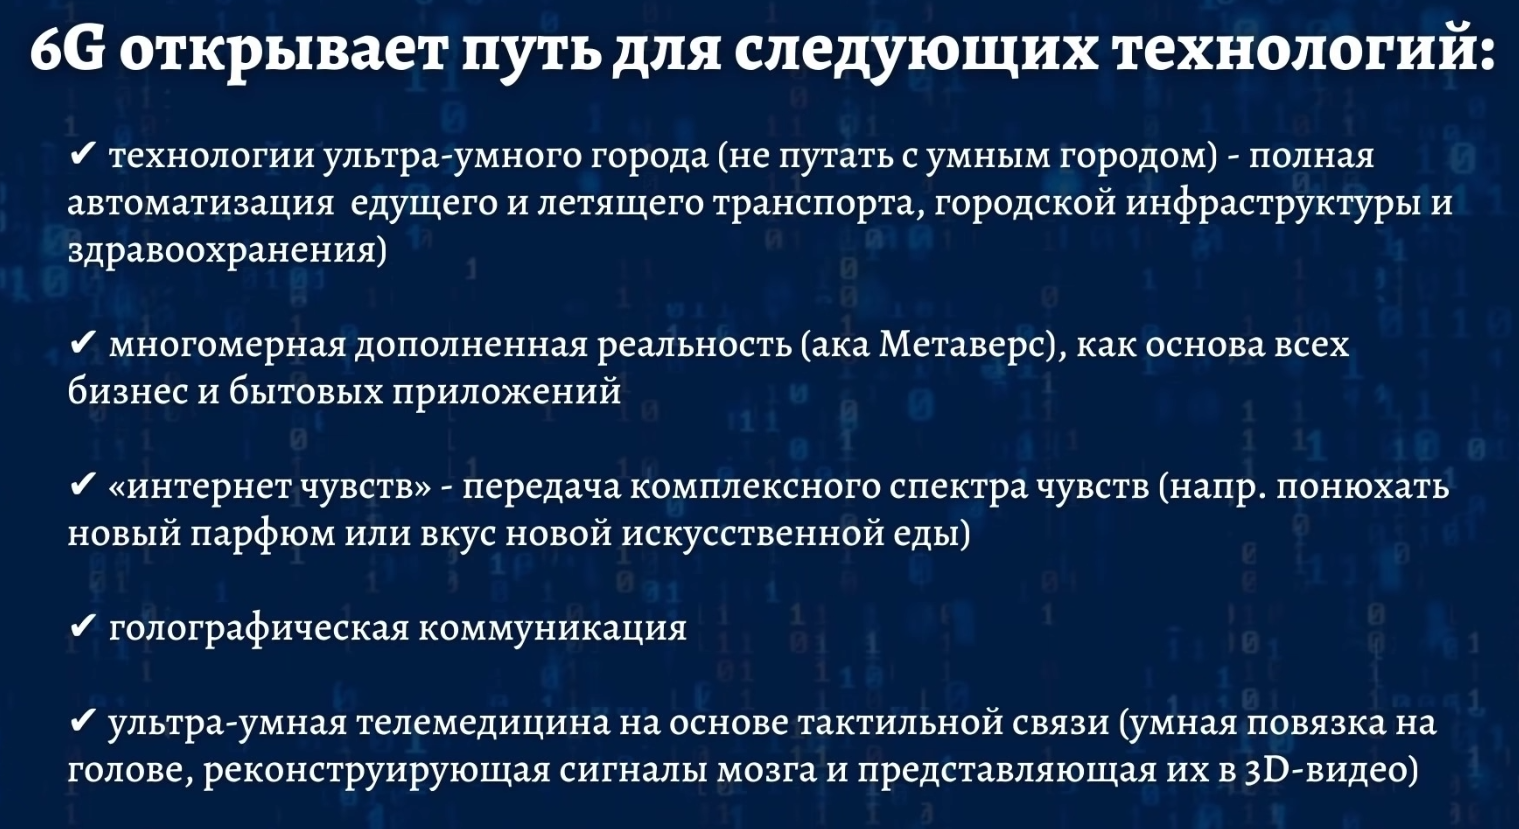 6G открывает путь для следующих технологий:
✔ технологии ультра-умного города (не путать с умным городом) - полная
автоматизация едущего и летящего транспорта, городской инфраструктуры и
здравоохранения)
✔ многомерная дополненная реальность (ака Метаверс), как основа всех
бизнес и бытовых приложений
✔ «интернет чувств» - передача комплексного спектра чувств (напр. понюхать
новый парфюм или вкус новой искусственной еды)
✔ голографическая коммуникация
✔ ультра-умная телемедицина на основе тактильной связи (умная повязка на
голове, реконструирующая сигналы мозга и представляющая их в 3D-видео)